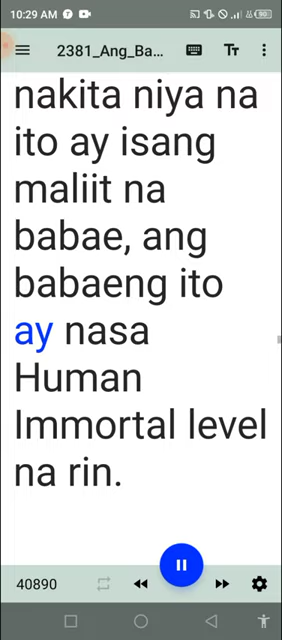 10:29 AM
2381_Ang_Ba...
nakita niya na
ito ay isang
maliit na
babae, ang
babaeng ito
ay nasa
Human
Immortal level
na rin.
40890